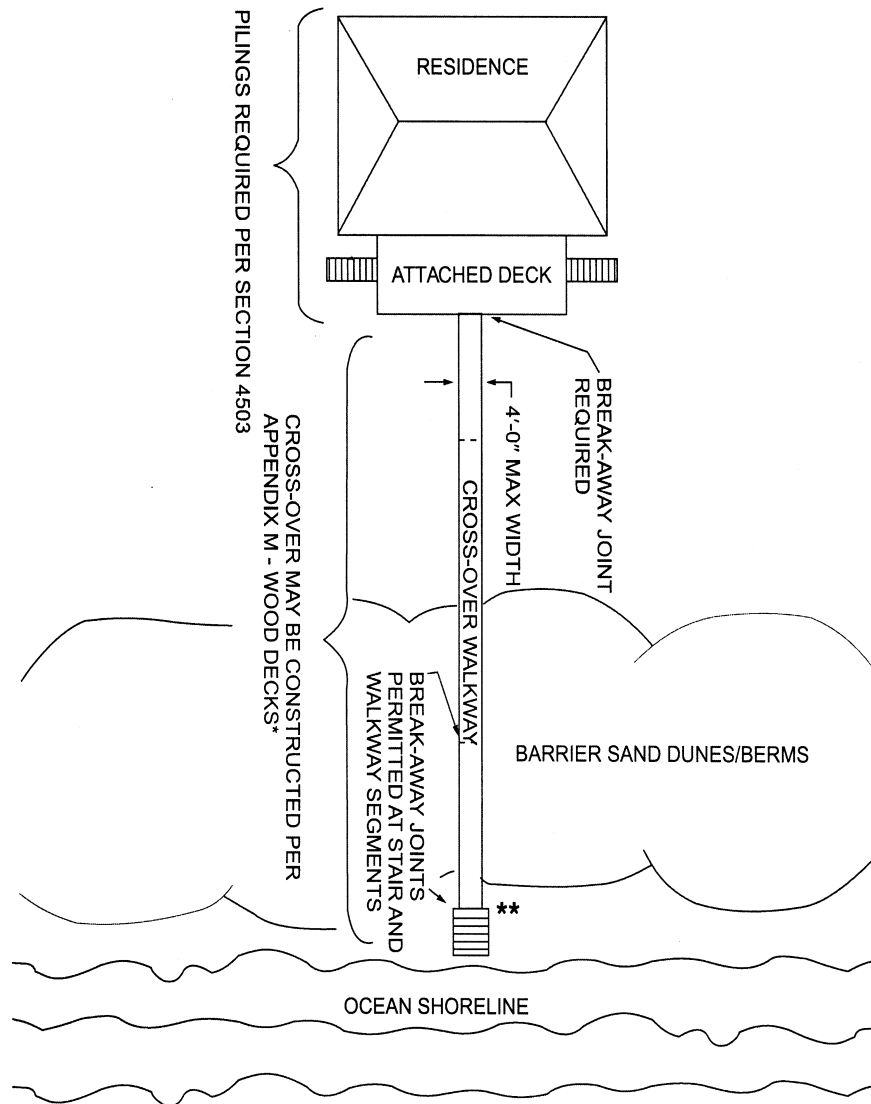 RESIDENCE
ATTACHED DECK
PILINGS REQUIRED PER SECTION 4503
BREAK-AWAY JOINT
REQUIRED
4'-0" MAX WIDTH
CROSS-OVER WALKWAY
CROSS-OVER MAY BE CONSTRUCTED PER
APPENDIX M - WOOD DECKS*
BREAK-AWAY JOINTS
PERMITTED AT STAIR AND
WALKWAY SEGMENTS
BARRIER SAND DUNES/BERMS
**
OCEAN SHORELINE